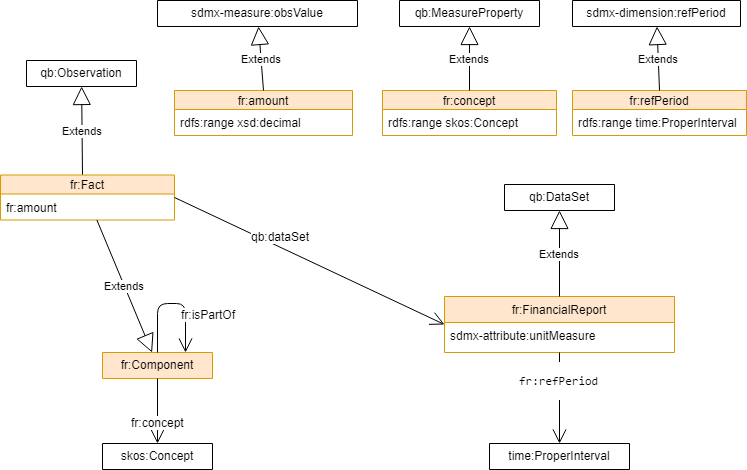 sdmx-measure:obsValue
qb:MeasureProperty
sdmx-dimension:refPeriod
Extends
Extends
Extends
qb:Observation
fr:amount
rdfs:range xsd:decimal
fr:concept
rdfs:range skos:Concept
fr:refPeriod
rdfs:range time:ProperInterval
Extends
fr:Fact
fr:amount
qb:DataSet
qb:dataSet
Extends
Extends
fr:FinancialReport
sdmx-attribute:unitMeasure
fr:isPartOf
fr:Component
fr:refPeriod
fr:concept
skos:Concept
time:ProperInterval